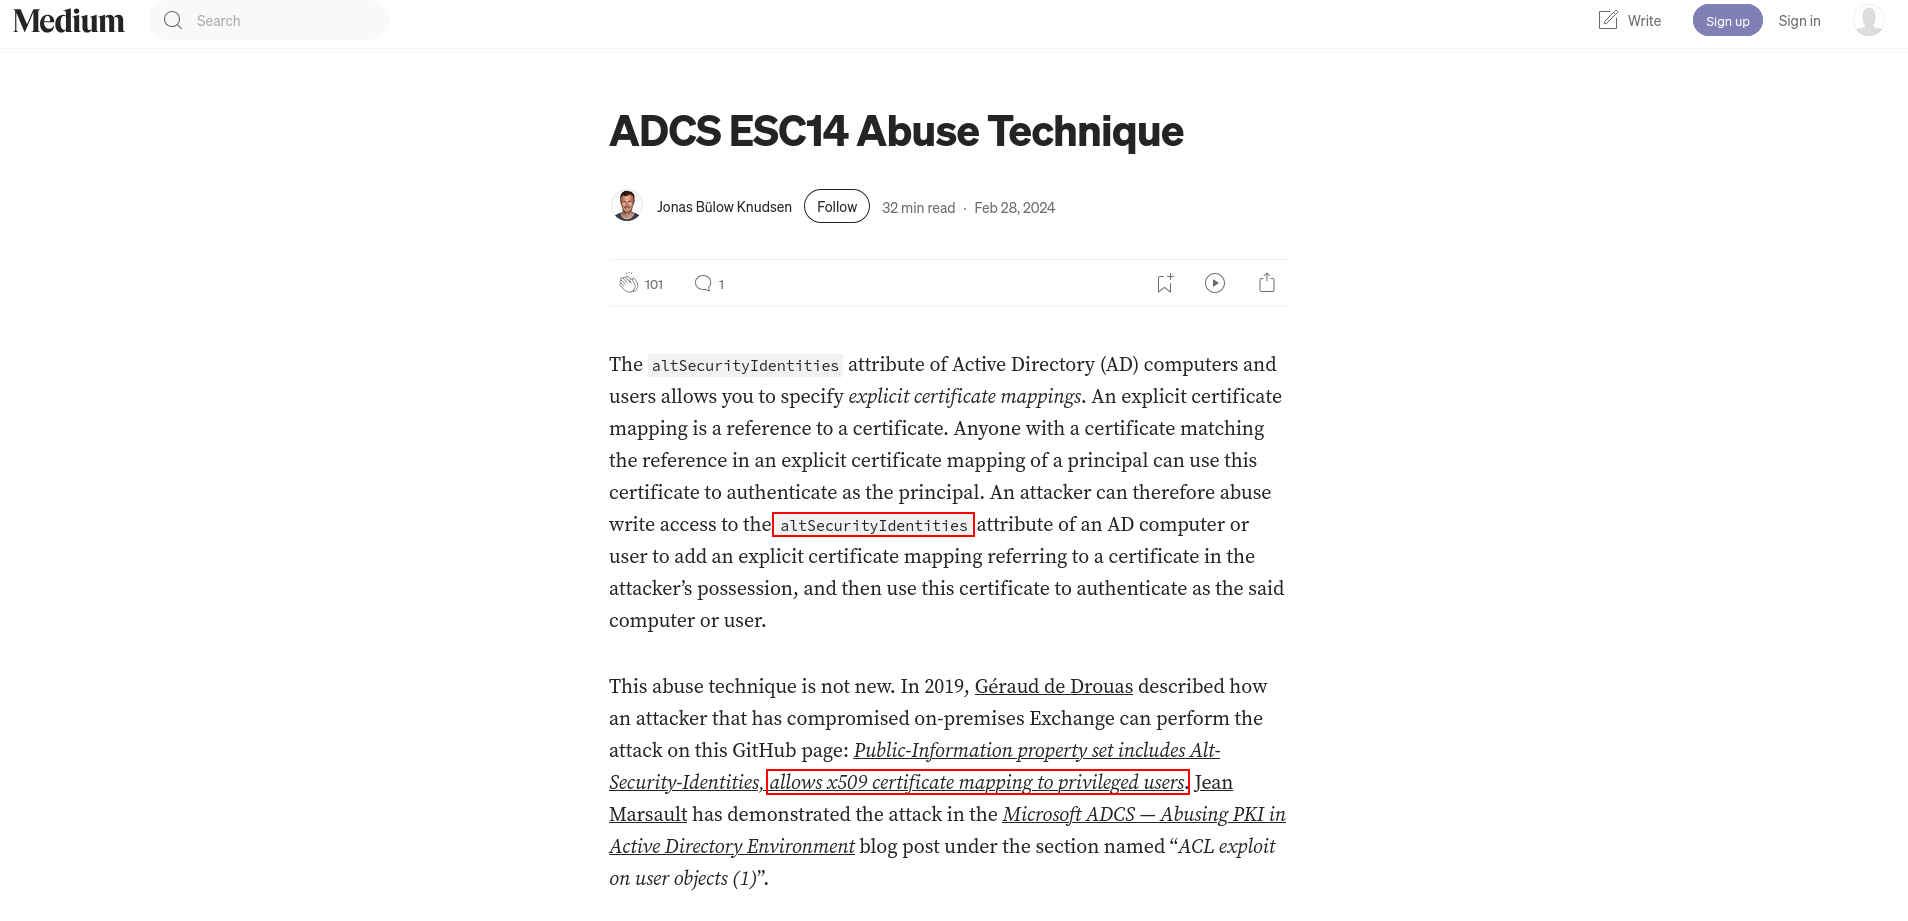 Medium
Search
Write
Sign up
Sign in
ADCS ESC14 Abuse Technique
Jonas Bülow Knudsen
Follow
32 min read · Feb 28, 2024
101
1
The altSecurityIdentities attribute of Active Directory (AD) computers and
users allows you to specify explicit certificate mappings. An explicit certificate
mapping is a reference to a certificate. Anyone with a certificate matching
the reference in an explicit certificate mapping of a principal can use this
certificate to authenticate as the principal. An attacker can therefore abuse
write access to the altSecurityIdentities attribute of an AD computer or
user to add an explicit certificate mapping referring to a certificate in the
attacker’s possession, and then use this certificate to authenticate as the said
computer or user.
This abuse technique is not new. In 2019, Géraud de Drouas described how
an attacker that has compromised on-premises Exchange can perform the
attack on this GitHub page: Public-Information property set includes Alt-
Security-Identities, allows x509 certificate mapping to privileged users. Jean
Marsault has demonstrated the attack in the Microsoft ADCS — Abusing PKI in
Active Directory Environment blog post under the section named “ACL exploit
on user objects (1)”.